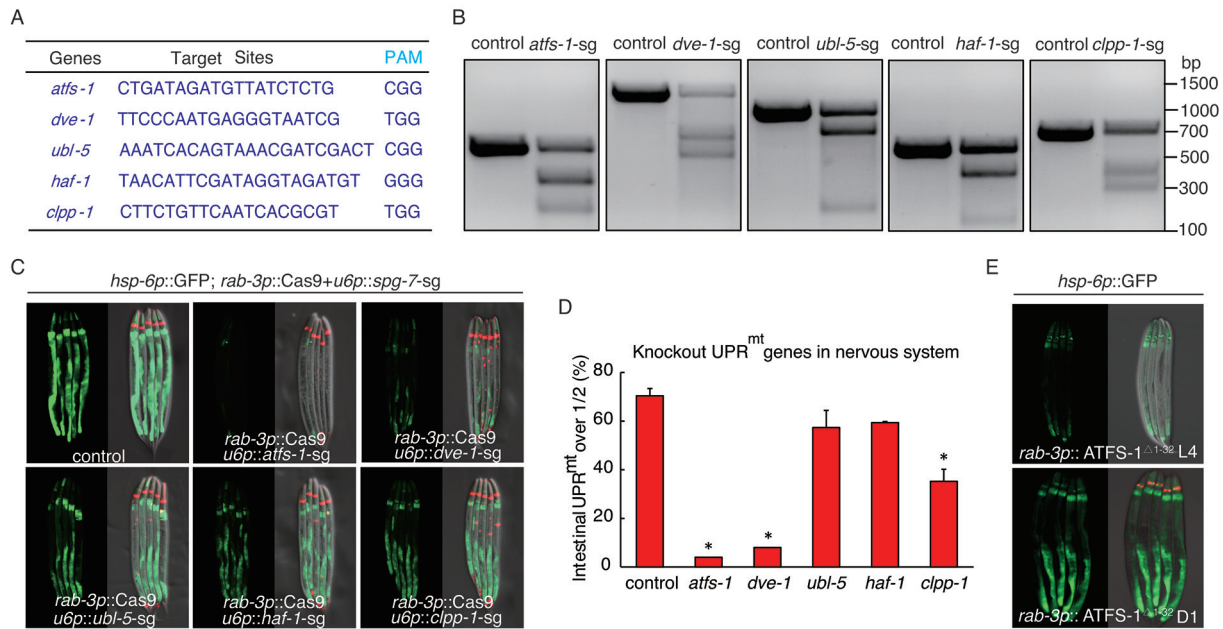 A
Genes Target Sites PAM
atfs-1 CTGATAGATGTTATCTCTG CGG
dve-1 TTCCCAATGAGGGTAATCG TGG
ubl-5 AAATCACAGTAAACGATCGACT CGG
haf-1 TAACATTCGATAGGTAGATGT GGG
clpp-1 CTTCTGTTCAATCACGCGT TGG
B
control atfs-1-sg control dve-1-sg control ubl-5-sg control haf-1-sg control clpp-1-sg
bp
1500
1000
700
500
300
100
C
hsp-6p::GFP; rab-3p::Cas9+u6p::spg-7-sg
control
rab-3p::Cas9
u6p::atfs-1-sg
rab-3p::Cas9
u6p::dve-1-sg
rab-3p::Cas9
u6p::ubl-5-sg
rab-3p::Cas9
u6p::haf-1-sg
rab-3p::Cas9
u6p::clpp-1-sg
D
Knockout UPRmt genes in nervous system
Intestinal UPRmt over 1/2 (%)
80
60
40
20
0
* * *
control atfs-1 dve-1 ubl-5 haf-1 clpp-1
E
hsp-6p::GFP
rab-3p:: ATFS-1△1-32 L4
rab-3p:: ATFS-1△1-32 D1